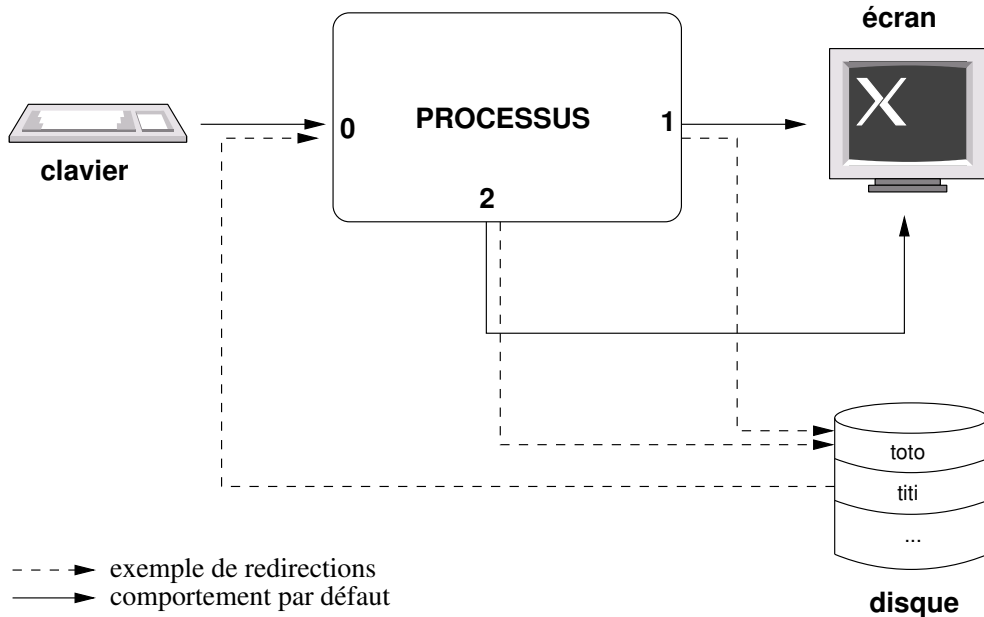 écran
clavier
0
PROCESSUS
1
2
X
toto
titi
...
disque
exemple de redirections
comportement par défaut